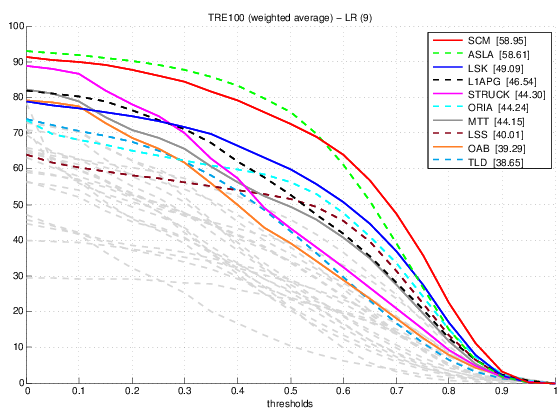 TRE100 (weighted average) – LR (9)
100
90
80
70
60
50
40
30
20
10
0
0 0.1 0.2 0.3 0.4 0.5 0.6 0.7 0.8 0.9 1
thresholds
SCM [58.95]
ASLA [58.61]
LSK [49.09]
L1APG [46.54]
STRUCK [44.30]
ORIA [44.24]
MTT [44.15]
LSS [40.01]
OAB [39.29]
TLD [38.65]